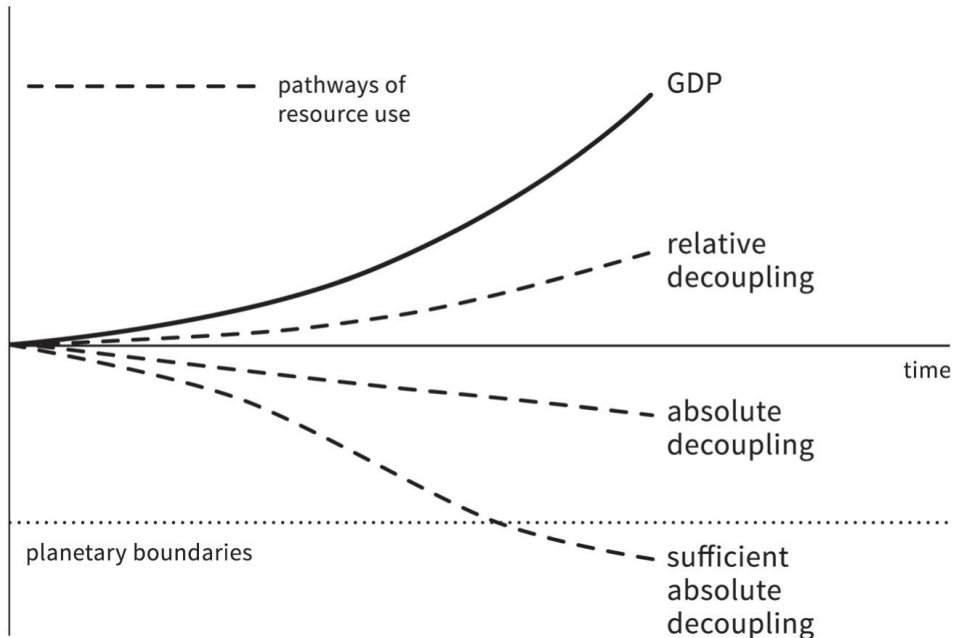 pathways of
resource use
GDP
relative
decoupling
time
absolute
decoupling
planetary boundaries
sufficient
absolute
decoupling